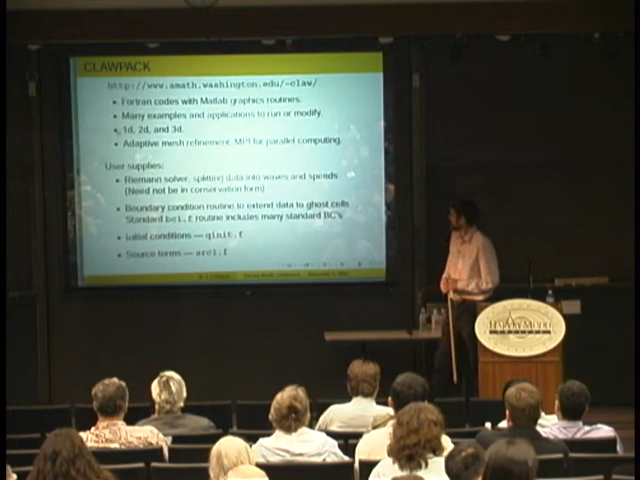 CLAWPACK
http://www.amath.washington.edu/~claw/
• Fortran codes with Matlab graphics routines.
• Many examples and applications to run or modify.
• 1d, 2d, and 3d.
• Adaptive mesh refinement, MPI for parallel computing.
User supplies:
• Riemann solver, splitting data into waves and speeds
(Need not be in conservation form)
• Boundary condition routine to extend data to ghost cells
Standard bc1.f routine includes many standard BC's
• Initial conditions — qinit.f
• Source terms — src1.f
HARVEY MUDD
COLLEGE